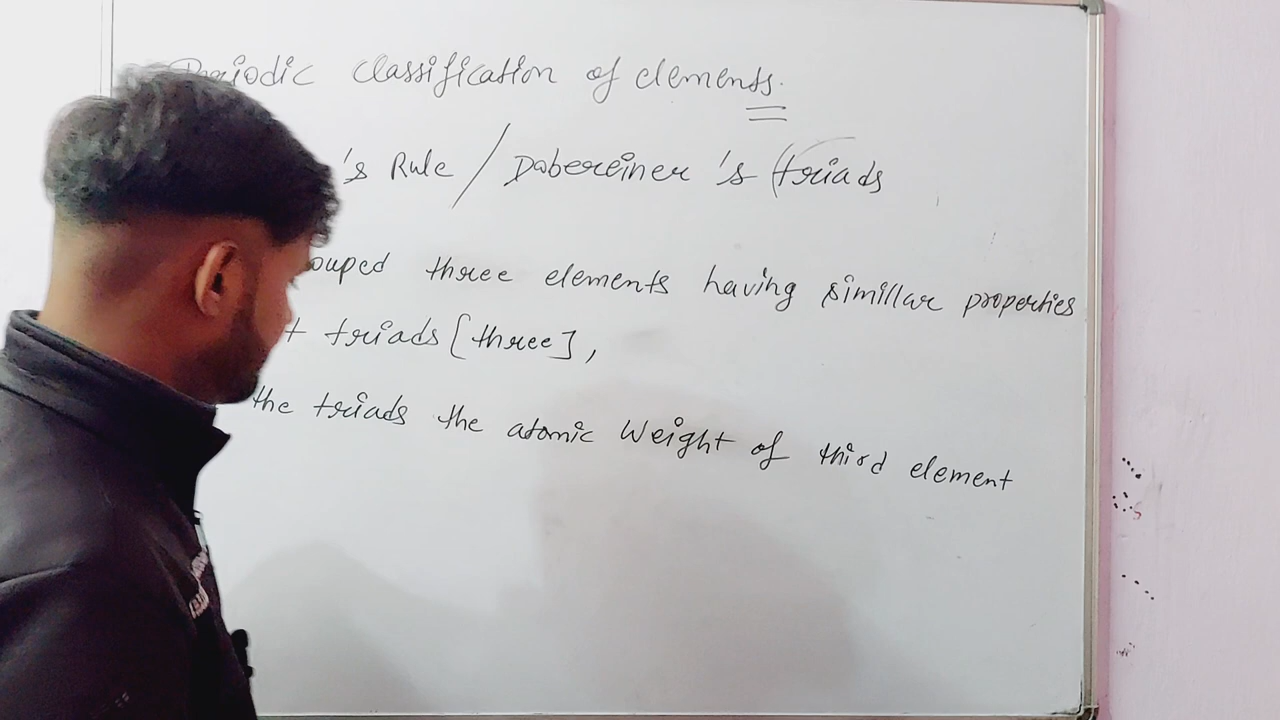 Periodic classification of elements.
's Rule / Dobereiner's (triads
ouped three elements having simillar properties
t triads [three],
the triads the atomic Weight of third element